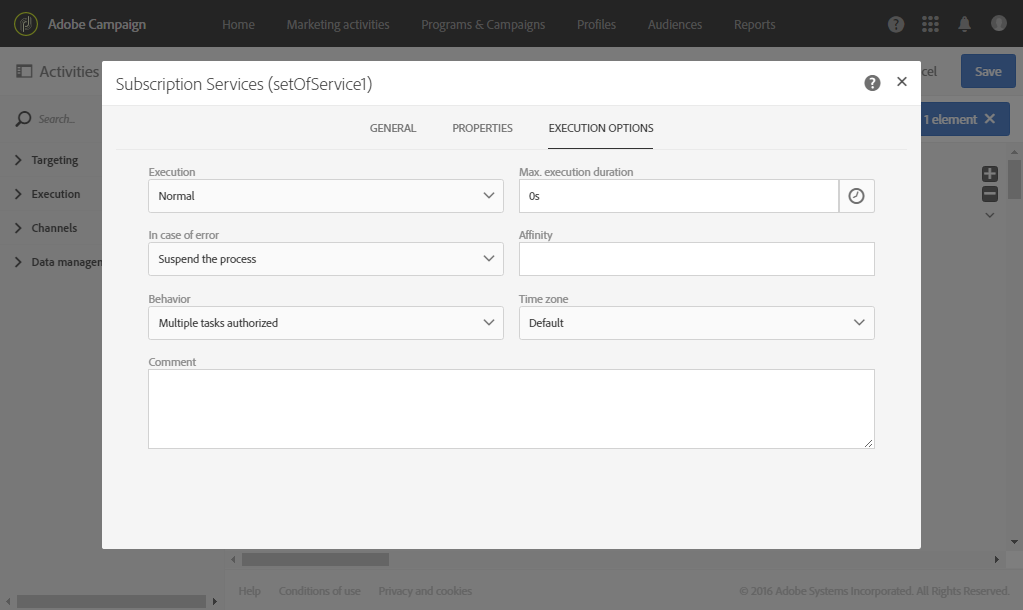 Adobe Campaign Home Marketing activities Programs & Campaigns Profiles Audiences Reports
Activities
cel
Save
Subscription Services (setOfService1)
Search...
1 element
GENERAL PROPERTIES EXECUTION OPTIONS
Targeting
Execution
Channels
Data managen
Execution
Normal
Max. execution duration
0s
In case of error
Suspend the process
Affinity
Behavior
Multiple tasks authorized
Time zone
Default
Comment
Help Conditions of use Privacy and cookies
© 2016 Adobe Systems Incorporated. All Rights Reserved.